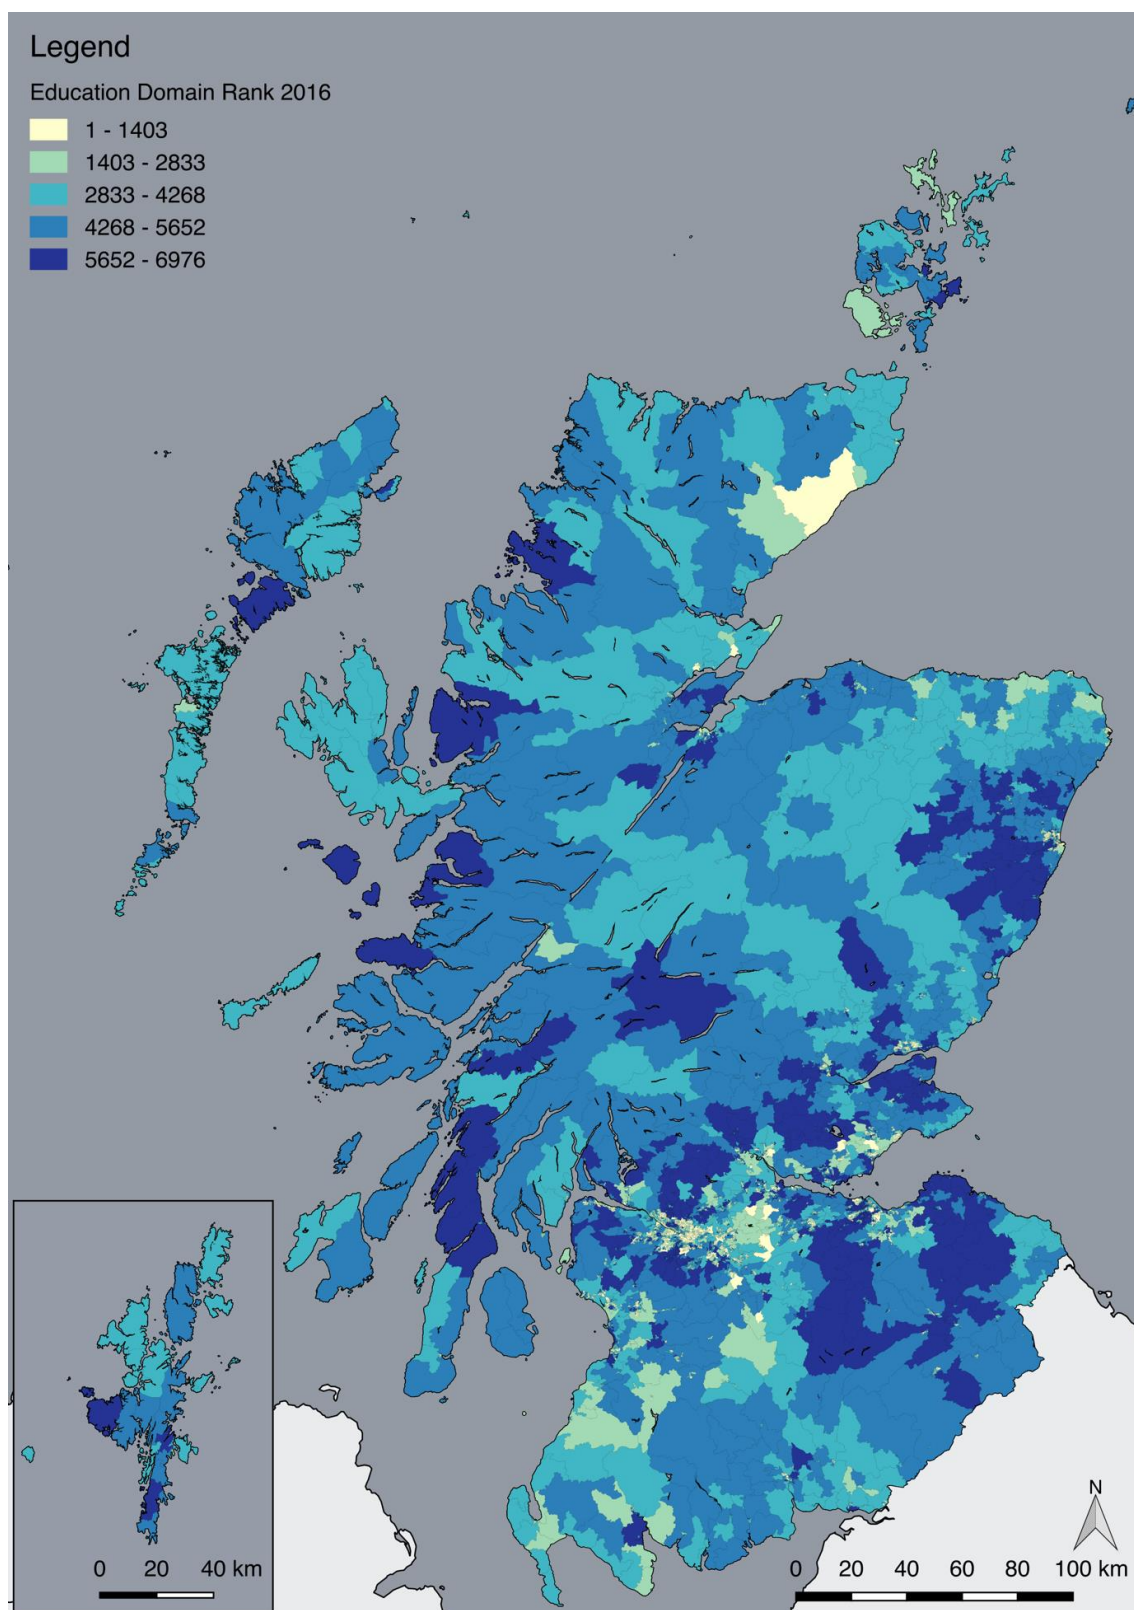 Legend
Education Domain Rank 2016
1 - 1403
1403 - 2833
2833 - 4268
4268 - 5652
5652 - 6976
N
0 20 40 km
0 20 40 60 80 100 km